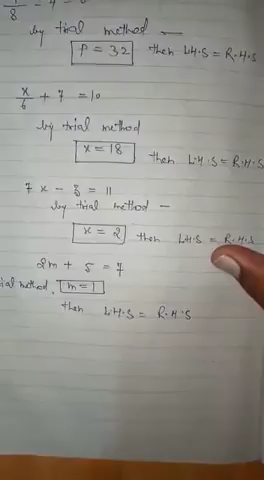 by trial method —
P = 32 then L.H.S = R.H.S
x/6 + 7 = 10
by trial method
x = 18 then L.H.S = R.H.S
7x - 3 = 11
by trial method -
x = 2 then L.H.S = R.H.S
2m + 5 = 7
method, m = 1
then L.H.S = R.H.S